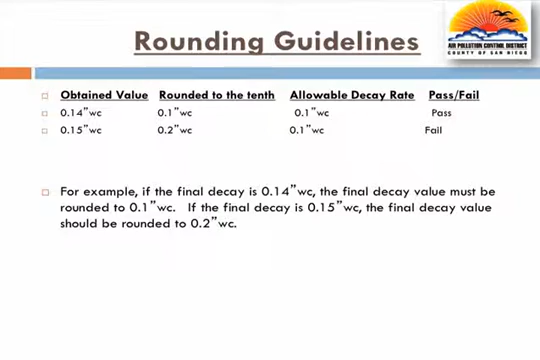 Rounding Guidelines
AIR POLLUTION CONTROL DISTRICT
COUNTY OF SAN DIEGO
Obtained Value Rounded to the tenth Allowable Decay Rate Pass/Fail
0.14"wc 0.1"wc 0.1"wc Pass
0.15"wc 0.2"wc 0.1"wc Fail
For example, if the final decay is 0.14"wc, the final decay value must be
rounded to 0.1"wc. If the final decay is 0.15"wc, the final decay value
should be rounded to 0.2"wc.